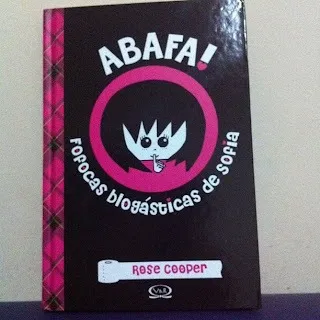 ABAFA!
Fofocas blogásticas de Sofia
Rose Cooper
V&R